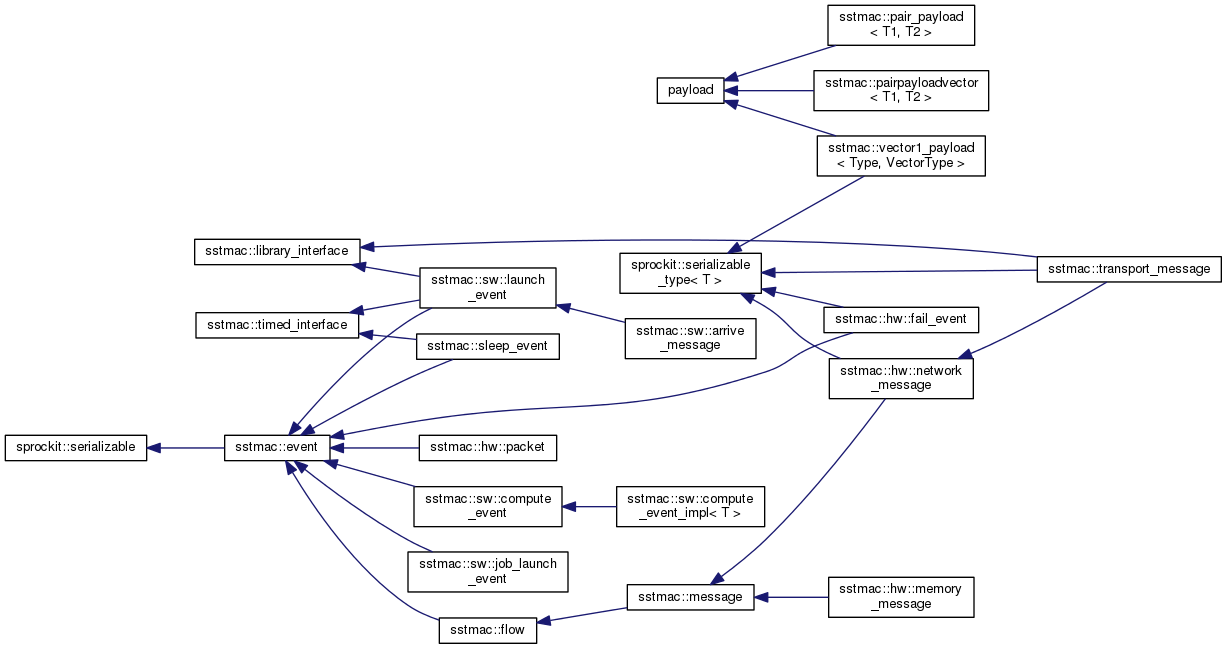 sstmac::pair_payload
< T1, T2 >
payload
sstmac::pairpayloadvector
< T1, T2 >
sstmac::vector1_payload
< Type, VectorType >
sstmac::library_interface
sprockit::serializable
_type< T >
sstmac::transport_message
sstmac::sw::launch
_event
sstmac::timed_interface
sstmac::hw::fail_event
sstmac::sw::arrive
_message
sstmac::sleep_event
sstmac::hw::network
_message
sprockit::serializable
sstmac::event
sstmac::hw::packet
sstmac::sw::compute
_event
sstmac::sw::compute
_event_impl< T >
sstmac::sw::job_launch
_event
sstmac::message
sstmac::hw::memory
_message
sstmac::flow